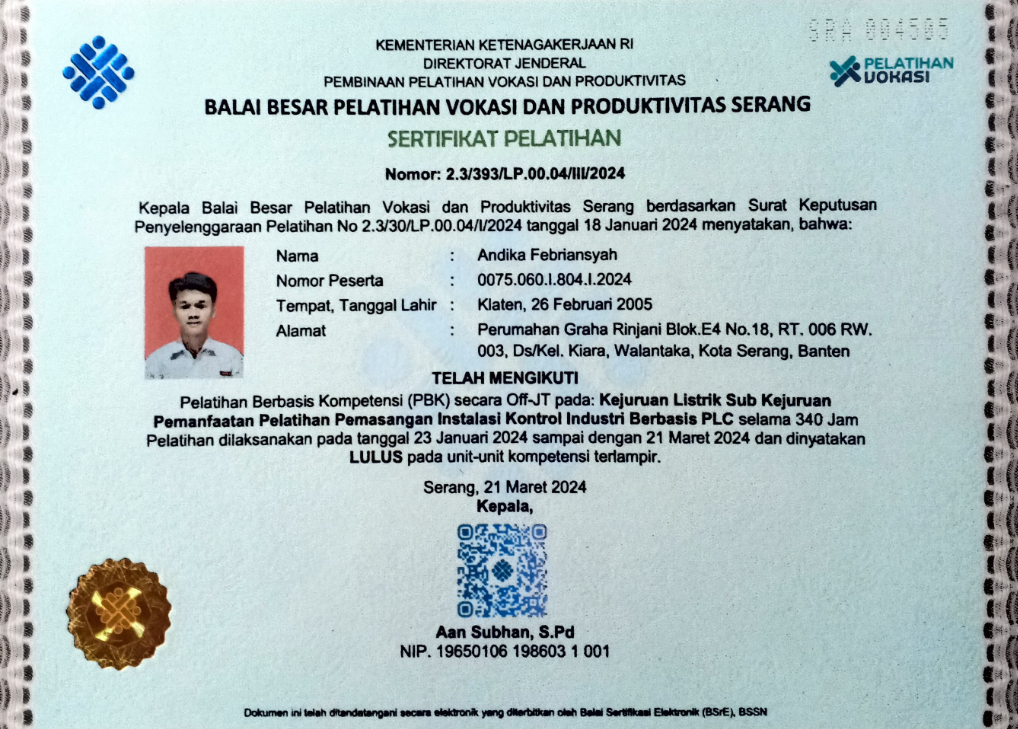 SRA 004505
KEMENTERIAN KETENAGAKERJAAN RI
DIREKTORAT JENDERAL
PEMBINAAN PELATIHAN VOKASI DAN PRODUKTIVITAS
BALAI BESAR PELATIHAN VOKASI DAN PRODUKTIVITAS SERANG
PELATIHAN
VOKASI
SERTIFIKAT PELATIHAN
Nomor: 2.3/393/LP.00.04/III/2024
Kepala Balai Besar Pelatihan Vokasi dan Produktivitas Serang berdasarkan Surat Keputusan
Penyelenggaraan Pelatihan No 2.3/30/LP.00.04/I/2024 tanggal 18 Januari 2024 menyatakan, bahwa:
Nama : Andika Febriansyah
Nomor Peserta : 0075.060.I.804.I.2024
Tempat, Tanggal Lahir : Klaten, 26 Februari 2005
Alamat : Perumahan Graha Rinjani Blok.E4 No.18, RT. 006 RW.
003, Ds/Kel. Kiara, Walantaka, Kota Serang, Banten
TELAH MENGIKUTI
Pelatihan Berbasis Kompetensi (PBK) secara Off-JT pada: Kejuruan Listrik Sub Kejuruan
Pemanfaatan Pelatihan Pemasangan Instalasi Kontrol Industri Berbasis PLC selama 340 Jam
Pelatihan dilaksanakan pada tanggal 23 Januari 2024 sampai dengan 21 Maret 2024 dan dinyatakan
LULUS pada unit-unit kompetensi terlampir.
Serang, 21 Maret 2024
Kepala,
Aan Subhan, S.Pd
NIP. 19650106 198603 1 001
Dokumen ini telah ditandatangani secara elektronik yang diterbitkan oleh Balai Sertifikasi Elektronik (BSrE), BSSN